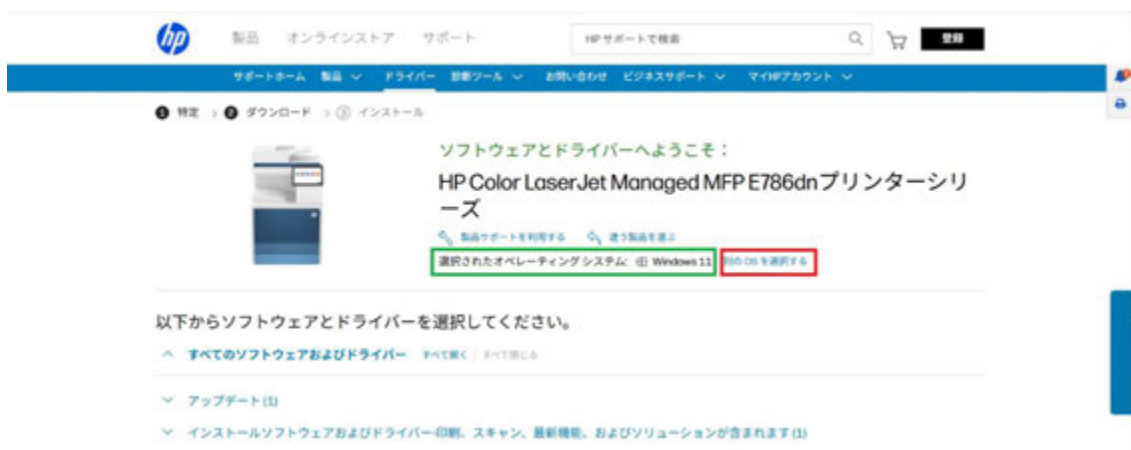 hp 製品 オンラインストア サポート HP サポートで検索 登録
サポートホーム 製品 ドライバー 診断ツール お問い合わせ ビジネスサポート マイHPアカウント
1 特定 > 2 ダウンロード > 3 インストール
ソフトウェアとドライバーへようこそ：
HP Color LaserJet Managed MFP E786dnプリンターシリ
ーズ
製品サポートを利用する 違う製品を選ぶ
選択されたオペレーティング システム: Windows 11 別の OS を選択する
以下からソフトウェアとドライバーを選択してください。
すべてのソフトウェアおよびドライバー すべて開く | すべて閉じる
アップデート (1)
インストールソフトウェアおよびドライバー-印刷、スキャン、最新機能、およびソリューションが含まれます (1)